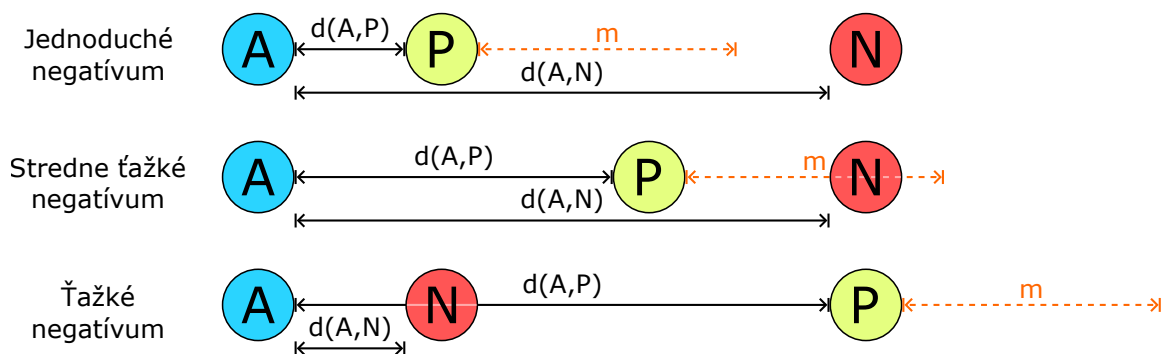 Jednoduché
negatívum
A
d(A,P)
P
m
N
d(A,N)
Stredne ťažké
negatívum
A
d(A,P)
P
m
N
d(A,N)
Ťažké
negatívum
A
N
d(A,P)
P
m
d(A,N)